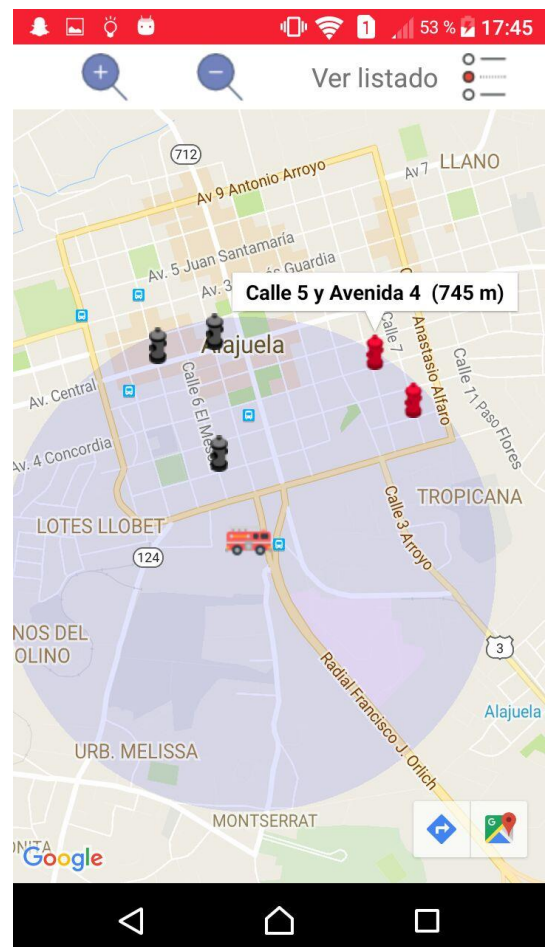 1 53 % 17:45
Ver listado
712
LLANO
Av 7
Av 9 Antonio Arroyo
Av. 5 Juan Santamaría
Guardia
Av. 3
Calle 5 y Avenida 4 (745 m)
Alajuela
Calle 7
Anastasio Alfaro
Calle 11 Paso Flores
Av. Central
Calle 6 El Mesón
Av. 4 Concordia
TROPICANA
Calle 3 Arroyo
LOTES LLOBET
124
NOS DEL
OLINO
3
Radial Francisco J. Orlich
Alajuela
URB. MELISSA
MONTSERRAT
Google